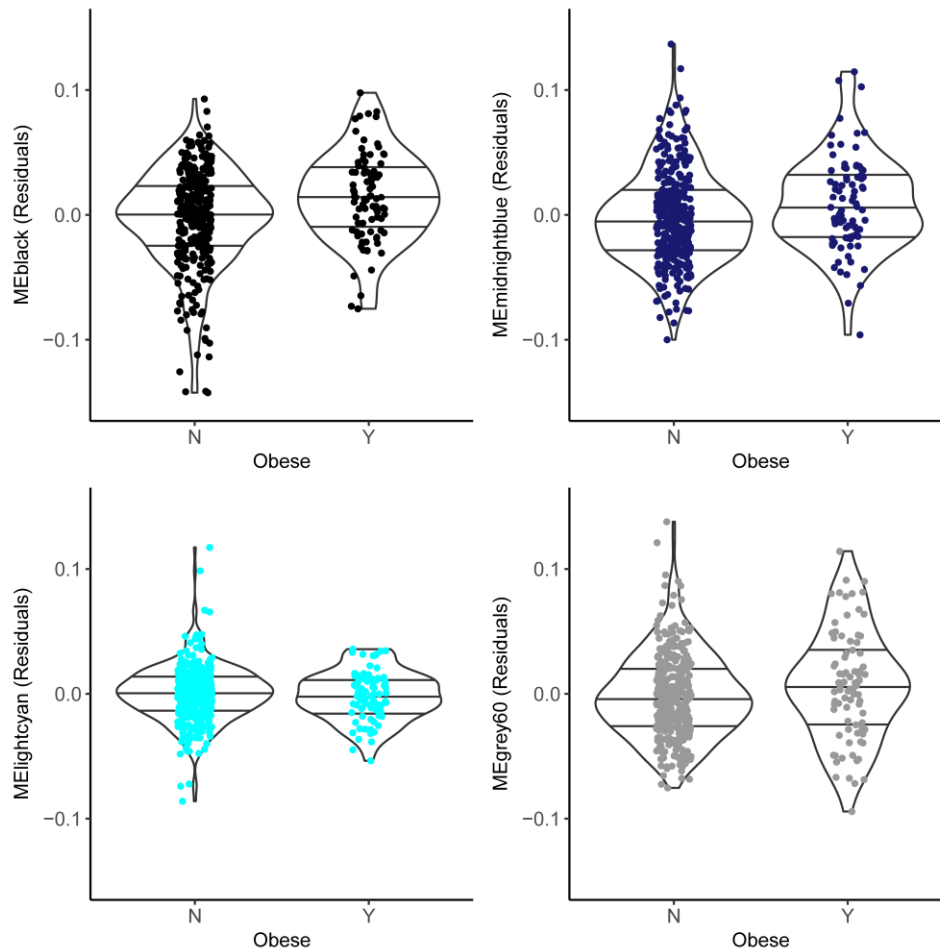 MEblack (Residuals)
0.1
0.0
−0.1
N Y
Obese
MEmidnightblue (Residuals)
0.1
0.0
−0.1
N Y
Obese
MElightcyan (Residuals)
0.1
0.0
−0.1
N Y
Obese
MEgrey60 (Residuals)
0.1
0.0
−0.1
N Y
Obese